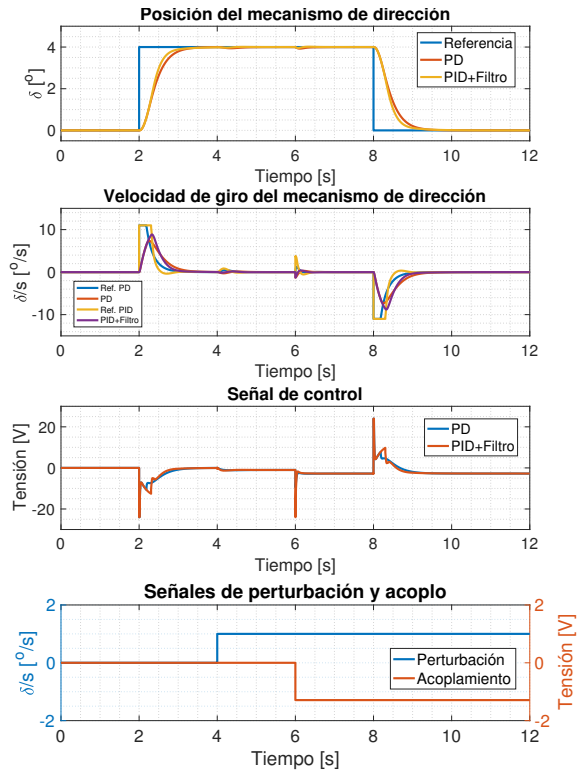 Posición del mecanismo de dirección
δ [°]
4
2
0
Referencia
PD
PID+Filtro
0 2 4 6 8 10 12
Tiempo [s]
Velocidad de giro del mecanismo de dirección
δ/s [°/s]
10
0
-10
Ref. PD
PD
Ref. PID
PID+Filtro
0 2 4 6 8 10 12
Tiempo [s]
Señal de control
Tensión [V]
20
0
-20
PD
PID+Filtro
0 2 4 6 8 10 12
Tiempo [s]
Señales de perturbación y acoplo
δ/s [°/s]
2
1
0
-1
-2
Perturbación
Acoplamiento
2
0
-2
Tensión [V]
0 2 4 6 8 10 12
Tiempo [s]